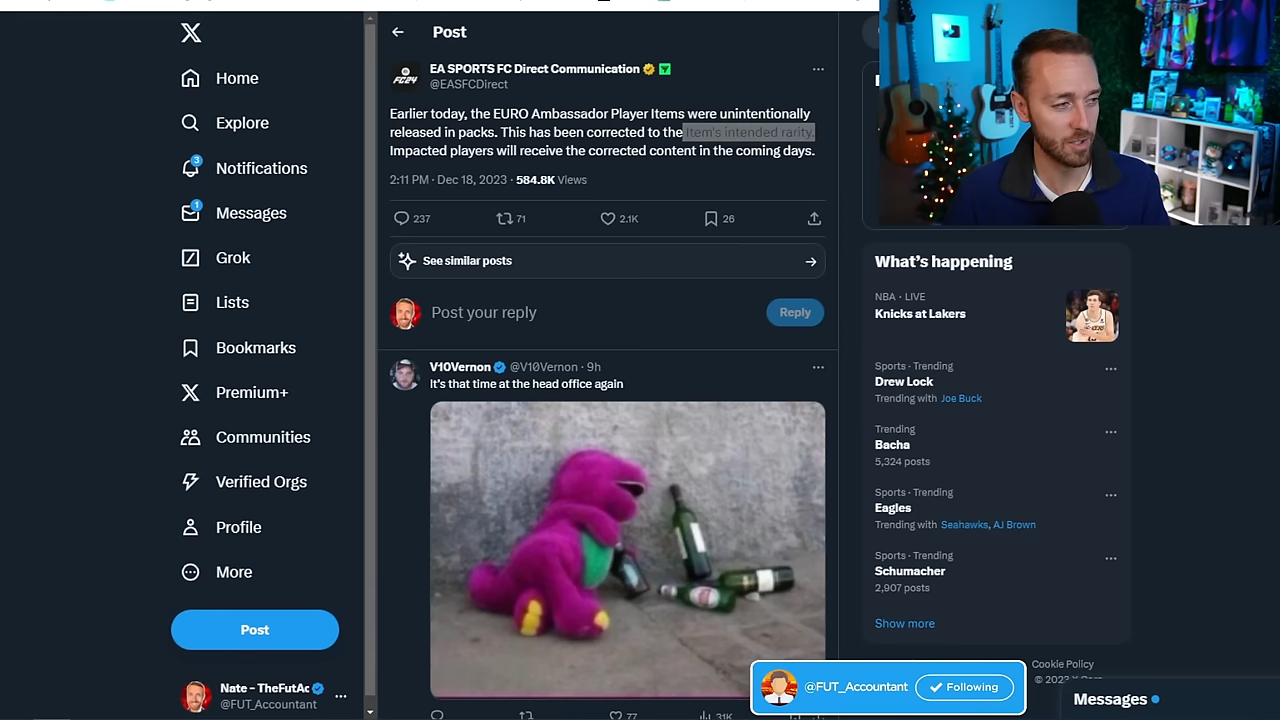 Home
Explore
3
Notifications
1
Messages
Grok
Lists
Bookmarks
Premium+
Communities
Verified Orgs
Profile
More
Post
Nate - TheFutAc
@FUT_Accountant
Post
FC24
EA SPORTS FC Direct Communication
@EASFCDirect
Earlier today, the EURO Ambassador Player Items were unintentionally
released in packs. This has been corrected to the Item's intended rarity.
Impacted players will receive the corrected content in the coming days.
2:11 PM · Dec 18, 2023 · 584.8K Views
237
71
2.1K
26
See similar posts
Post your reply
Reply
V10Vernon @V10Vernon · 9h
It's that time at the head office again
77
31K
What's happening
NBA · LIVE
Knicks at Lakers
Sports · Trending
Drew Lock
Trending with Joe Buck
Trending
Bacha
5,324 posts
Sports · Trending
Eagles
Trending with Seahawks, AJ Brown
Sports · Trending
Schumacher
2,907 posts
Show more
Cookie Policy
@FUT_Accountant
Following
Messages